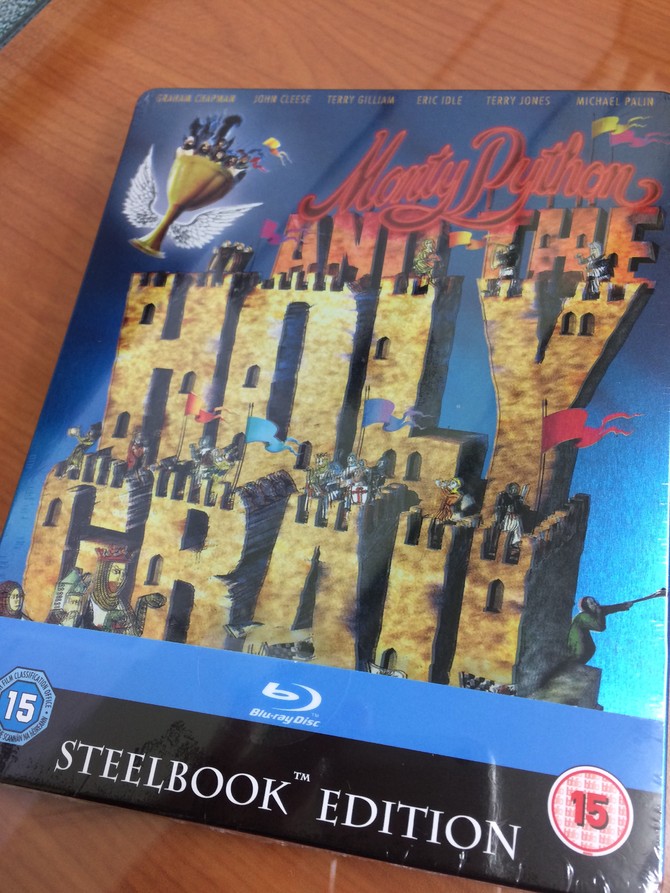 GRAHAM CHAPMAN JOHN CLEESE TERRY GILLIAM ERIC IDLE TERRY JONES MICHAEL PALIN
Monty Python
AND THE
HOLY
GRAIL
Blu-ray Disc™
15
STEELBOOK™ EDITION
15